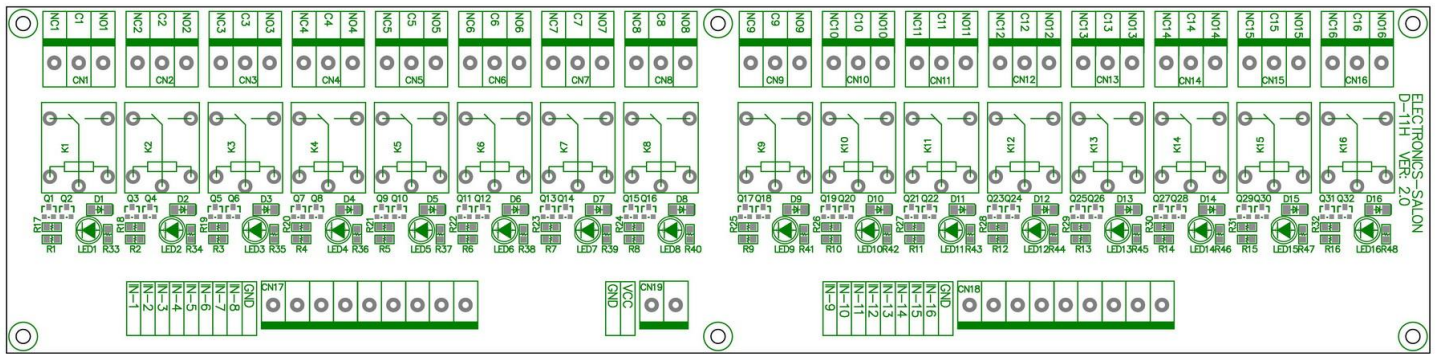 NC1 C1 NO1 NC2 C2 NO2 NC3 C3 NO3 NC4 C4 NO4 NC5 C5 NO5 NC6 C6 NO6 NC7 C7 NO7 NC8 C8 NO8 NC9 C9 NO9 NC10 C10 NO10 NC11 C11 NO11 NC12 C12 NO12 NC13 C13 NO13 NC14 C14 NO14 NC15 C15 NO15 NC16 C16 NO16
CN1 CN2 CN3 CN4 CN5 CN6 CN7 CN8 CN9 CN10 CN11 CN12 CN13 CN14 CN15 CN16
ELECTRONICS-SALON
D-11H VER: 2.0
K1 K2 K3 K4 K5 K6 K7 K8 K9 K10 K11 K12 K13 K14 K15 K16
Q1 Q2 D1 Q3 Q4 D2 Q5 Q6 D3 Q7 Q8 D4 Q9 Q10 D5 Q11 Q12 D6 Q13 Q14 D7 Q15 Q16 D8 Q17 Q18 D9 Q19 Q20 D10 Q21 Q22 D11 Q23 Q24 D12 Q25 Q26 D13 Q27 Q28 D14 Q29 Q30 D15 Q31 Q32 D16
R17 R18 R19 R20 R21 R22 R23 R24 R25 R26 R27 R28 R29 R30 R31 R32
R1 LED1 R33 R2 LED2 R34 R3 LED3 R35 R4 LED4 R36 R5 LED5 R37 R6 LED6 R38 R7 LED7 R39 R8 LED8 R40 R9 LED9 R41 R10 LED10 R42 R11 LED11 R43 R12 LED12 R44 R13 LED13 R45 R14 LED14 R46 R15 LED15 R47 R16 LED16 R48
IN-1 IN-2 IN-3 IN-4 IN-5 IN-6 IN-7 IN-8 GND
CN17
GND VCC
CN19
IN-9 IN-10 IN-11 IN-12 IN-13 IN-14 IN-15 IN-16 GND
CN18